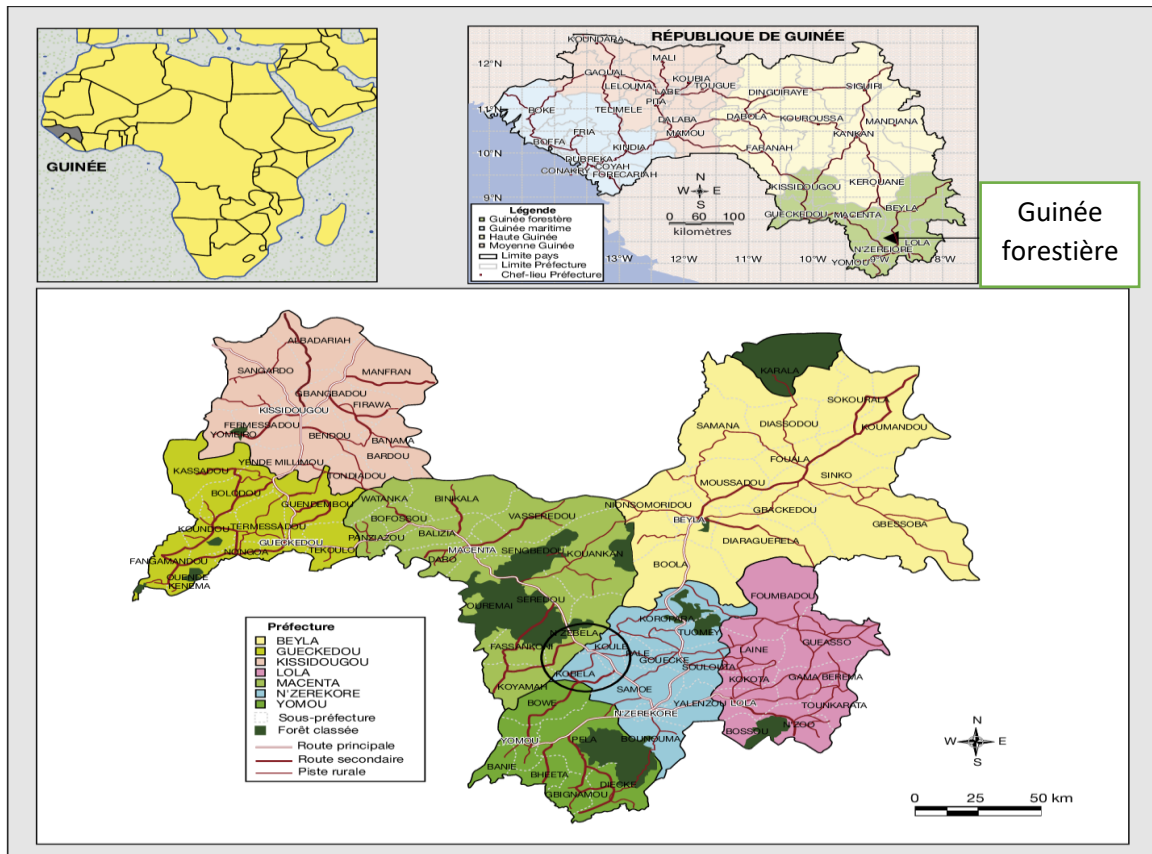 GUINÉE
RÉPUBLIQUE DE GUINÉE
KOUNDARA
12°N
MALI
GAOUAL
KOUBIA
LELOUMA
LABE
TOUGUE
SIGUIRI
DINGUIRAYE
PITA
11°N
BOKE
TELIMELE
DALABA
DABOLA
KOUROUSSA
MANDIANA
FRIA
MAMOU
KANKAN
BOFFA
KINDIA
FARANAH
10°N
DUBREKA
COYAH
CONAKRY
FORECARIAH
KEROUANE
KISSIDOUGOU
N
W
E
S
9°N
BEYLA
GUECKEDOU
MACENTA
0 60 100
kilomètres
LOLA
N'ZEREKORE
YOMOU
13°W
11°W
10°W
9°W
8°W
Légende
Guinée forestère
Guinée maritime
Haute Guinée
Moyenne Guinée
Limite pays
Limite Préfecture
Chef-lieu Préfecture
Guinée
forestière
ALBADARIAH
SANGARDO
MANFRAN
GBANGBADOU
FIRAWA
KISSIDOUGOU
FERMESSADOU
YOMBIRO
BENDOU
BANAMA
BARDOU
YENDE MILLIMOU
TONDIADOU
KASSADOU
BOLODOU
GUENDEMBOU
KOUNDOU
TERMESSADOU
GUECKEDOU
NONGOA
TEKOULO
FANGAMANDOU
OUENDE
KENEMA
WATANKA
BINIKALA
BOFOSSOU
VASSEREDOU
PANZIAZOU
BALIZIA
MACENTA
SENGBEDOU
KOUANKAN
DABO
OUREMAI
SEREDOU
N'ZEBELA
FASSANKONI
KOYAMAH
KARALA
SOKOURALA
SAMANA
DIASSODOU
KOUMANDOU
FOUALA
SINKO
MOUSSADOU
NIONSOMORIDOU
BEYLA
GBACKEDOU
GBESSOBA
DIARAGUERELA
BOOLA
FOUMBADOU
KOROPARA
TUOMEY
GUEASSO
KOULE
PALE
GOUECKE
LAINE
SOULOUTA
KOBELA
KOKOTA
GAMA BEREMA
SAMOE
YALENZOU
LOLA
TOUNKARATA
N'ZEREKORE
BOSSOU
N'ZOO
BOUNOUMA
BOWE
YOMOU
PELA
BANIE
BHEETA
DIECKE
GBIGNAMOU
Préfecture
BEYLA
GUECKEDOU
KISSIDOUGOU
LOLA
MACENTA
N'ZEREKORE
YOMOU
Sous-préfecture
Forêt classée
Route principale
Route secondaire
Piste rurale
N
W
E
S
0 25 50 km